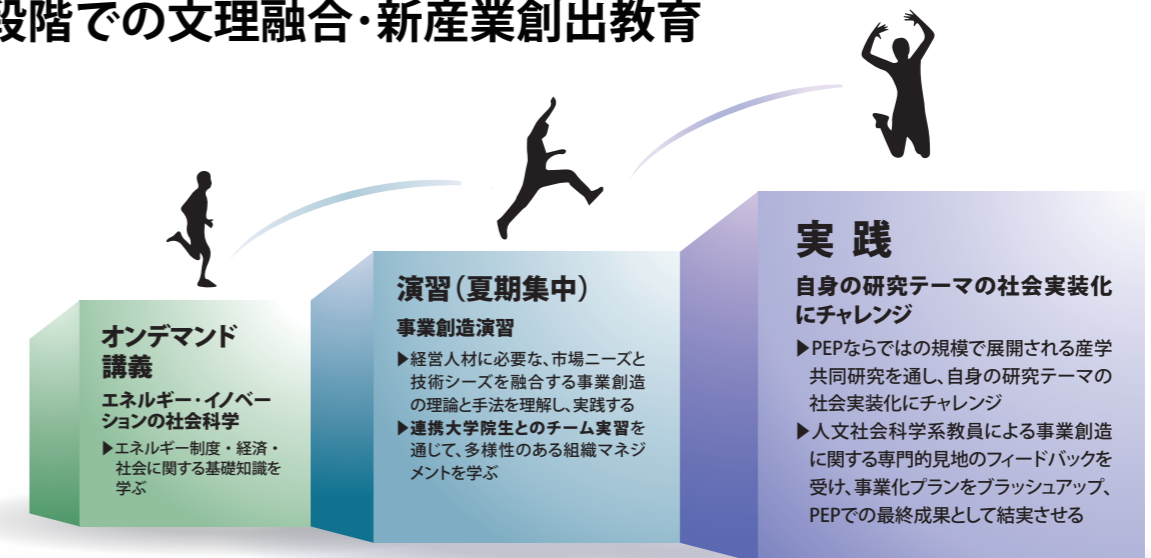 段階での文理融合・新産業創出教育
オンデマンド
講義
エネルギー・イノベー
ションの社会科学
▶エネルギー制度・経済・
社会に関する基礎知識を
学ぶ
演習（夏期集中）
事業創造演習
▶経営人材に必要な、市場ニーズと
技術シーズを融合する事業創造
の理論と手法を理解し、実践する
▶連携大学院生とのチーム実習を
通じて、多様性のある組織マネジ
メントを学ぶ
実 践
自身の研究テーマの社会実装化
にチャレンジ
▶PEPならではの規模で展開される産学
共同研究を通し、自身の研究テーマの
社会実装化にチャレンジ
▶人文社会科学系教員による事業創造
に関する専門的見地のフィードバックを
受け、事業化プランをブラッシュアップ、
PEPでの最終成果として結実させる